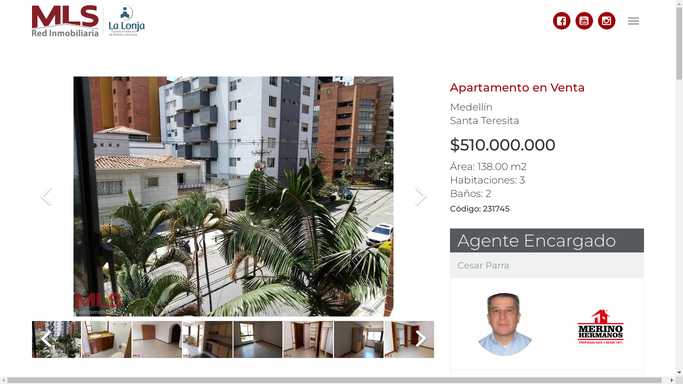 MLS
Red Inmobiliaria
La Lonja
Apartamento en Venta
Medellín
Santa Teresita
$510.000.000
Área: 138.00 m2
Habitaciones: 3
Baños: 2
Código: 231745
Agente Encargado
Cesar Parra
MLS
MERINO
HERMANOS